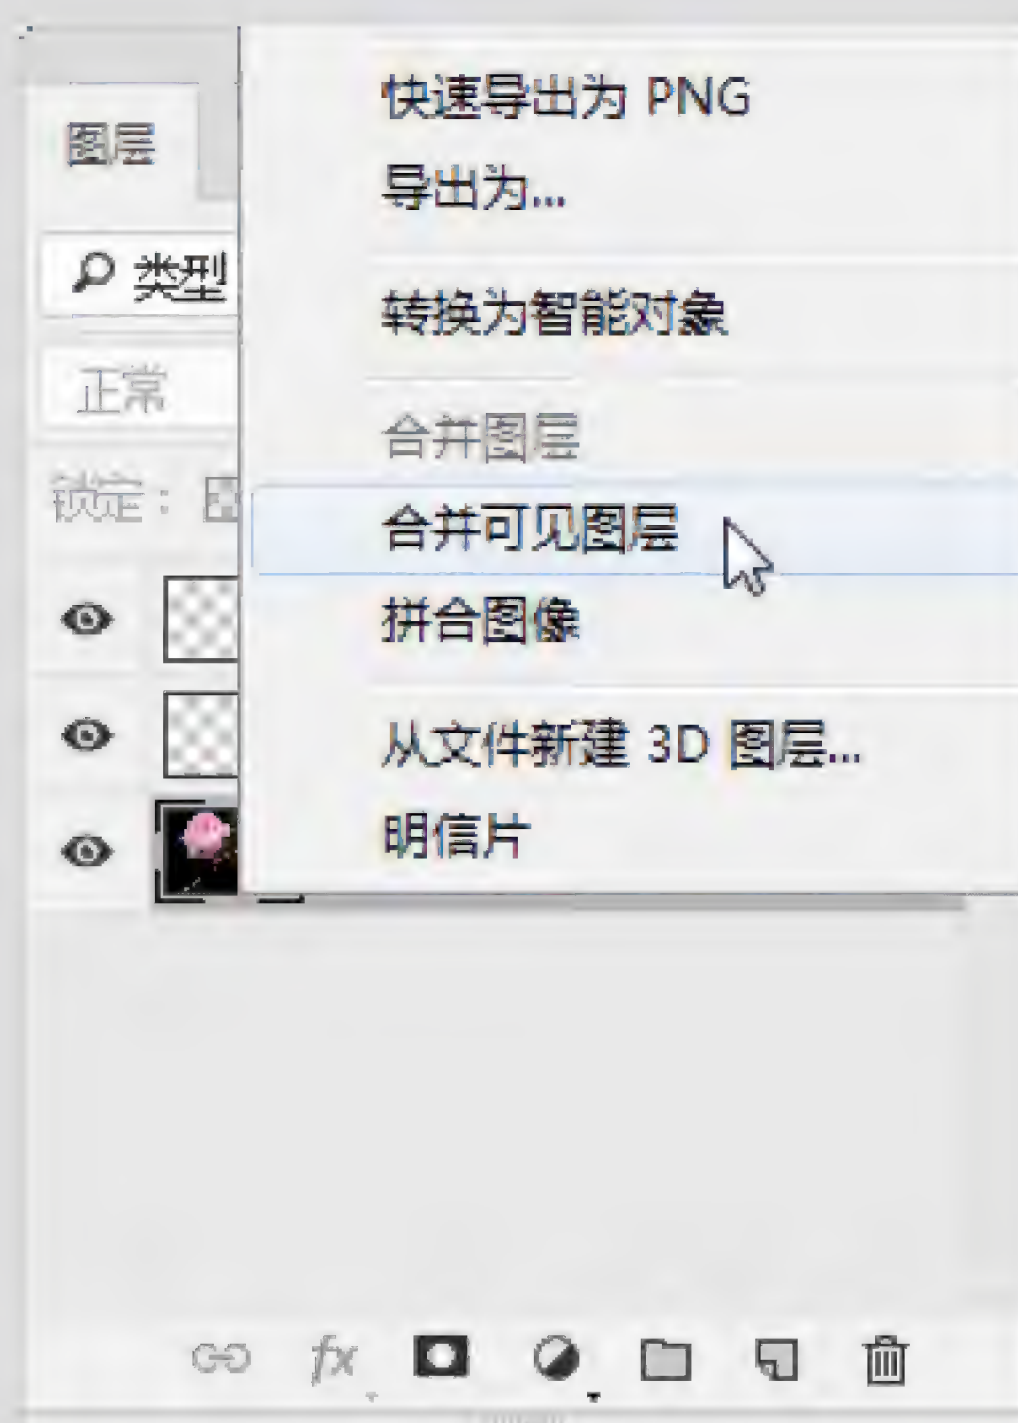 快速导出为 PNG
图层
导出为...
类型
转换为智能对象
正常
合并图层
锁定：
合并可见图层
拼合图像
从文件新建 3D 图层...
明信片
fx